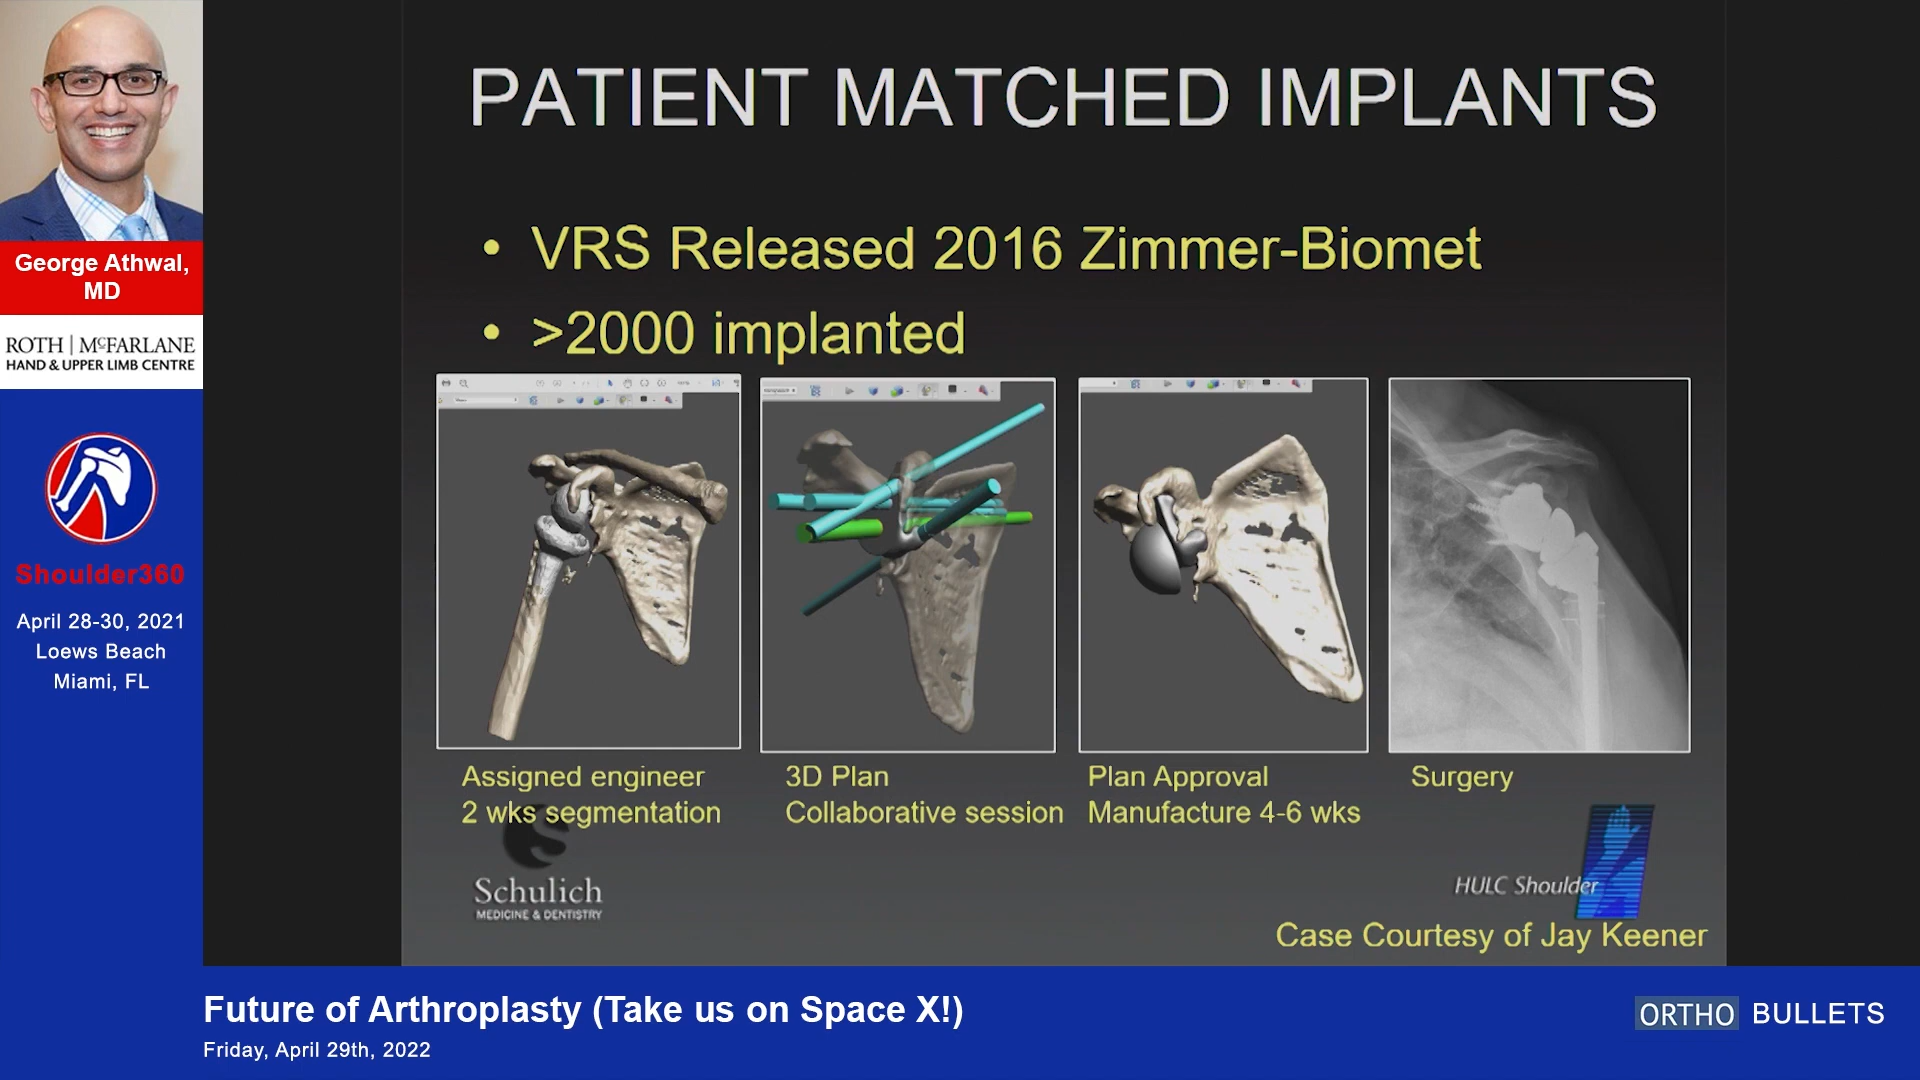 PATIENT MATCHED IMPLANTS
• VRS Released 2016 Zimmer-Biomet
• >2000 implanted
George Athwal,
MD
ROTH | McFARLANE
HAND & UPPER LIMB CENTRE
Shoulder360
April 28-30, 2021
Loews Beach
Miami, FL
Assigned engineer
2 wks segmentation
3D Plan
Collaborative session
Plan Approval
Manufacture 4-6 wks
Surgery
Schulich
MEDICINE & DENTISTRY
HULC Shoulder
Case Courtesy of Jay Keener
Future of Arthroplasty (Take us on Space X!)
Friday, April 29th, 2022
ORTHO BULLETS